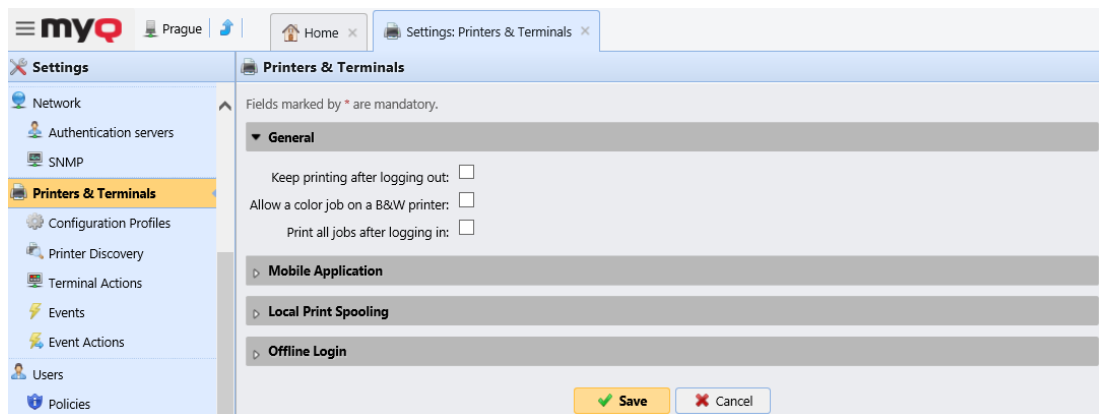 myQ Prague Home Settings: Printers & Terminals
Settings
Printers & Terminals
Network
Authentication servers
SNMP
Printers & Terminals
Configuration Profiles
Printer Discovery
Terminal Actions
Events
Event Actions
Users
Policies
Fields marked by * are mandatory.
General
Keep printing after logging out:
Allow a color job on a B&W printer:
Print all jobs after logging in:
Mobile Application
Local Print Spooling
Offline Login
Save Cancel